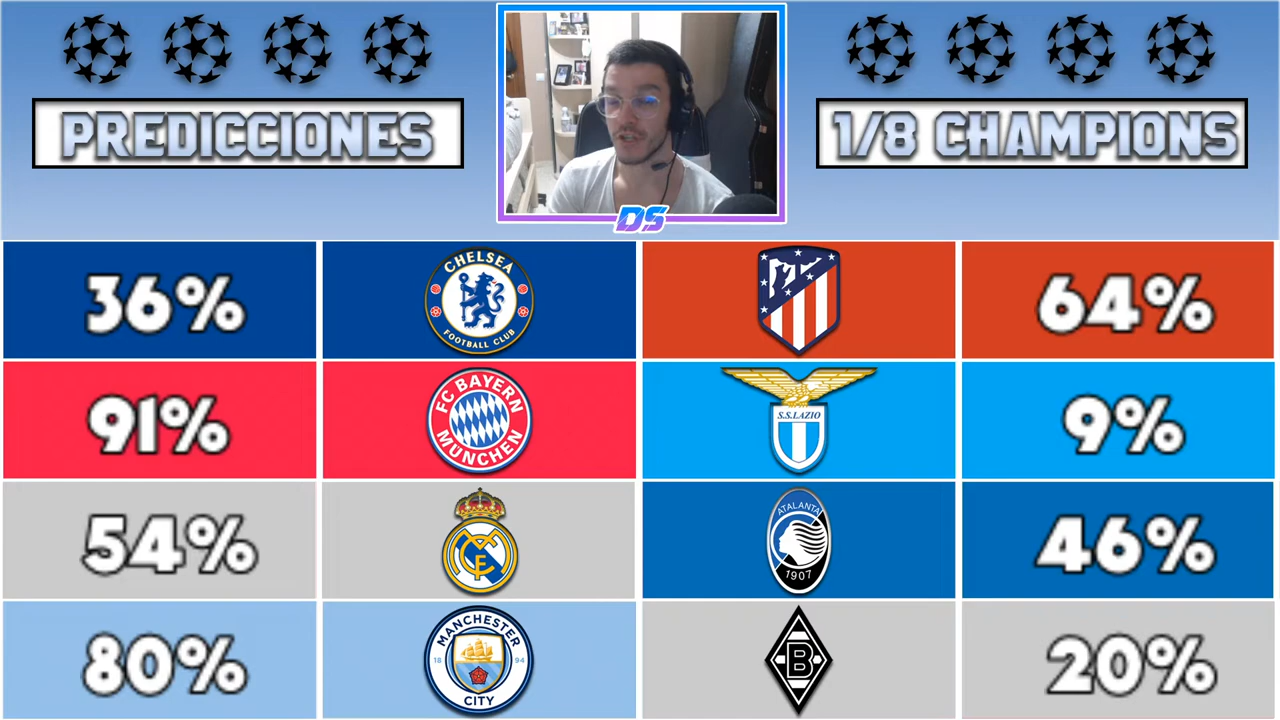 PREDICCIONES
1/8 CHAMPIONS
DS
36%
CHELSEA
FOOTBALL CLUB
64%
91%
FC BAYERN
MÜNCHEN
S.S.LAZIO
9%
54%
ATALANTA
1907
46%
80%
MANCHESTER
18 94
CITY
B
20%